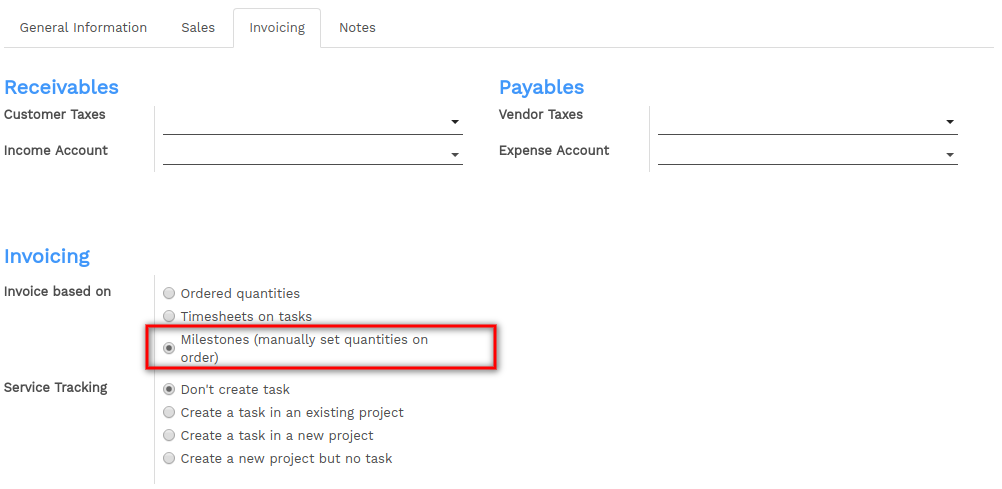 General Information Sales Invoicing Notes
Receivables Payables
Customer Taxes Vendor Taxes
Income Account Expense Account
Invoicing
Invoice based on Ordered quantities
Timesheets on tasks
Milestones (manually set quantities on
order)
Service Tracking Don't create task
Create a task in an existing project
Create a task in a new project
Create a new project but no task